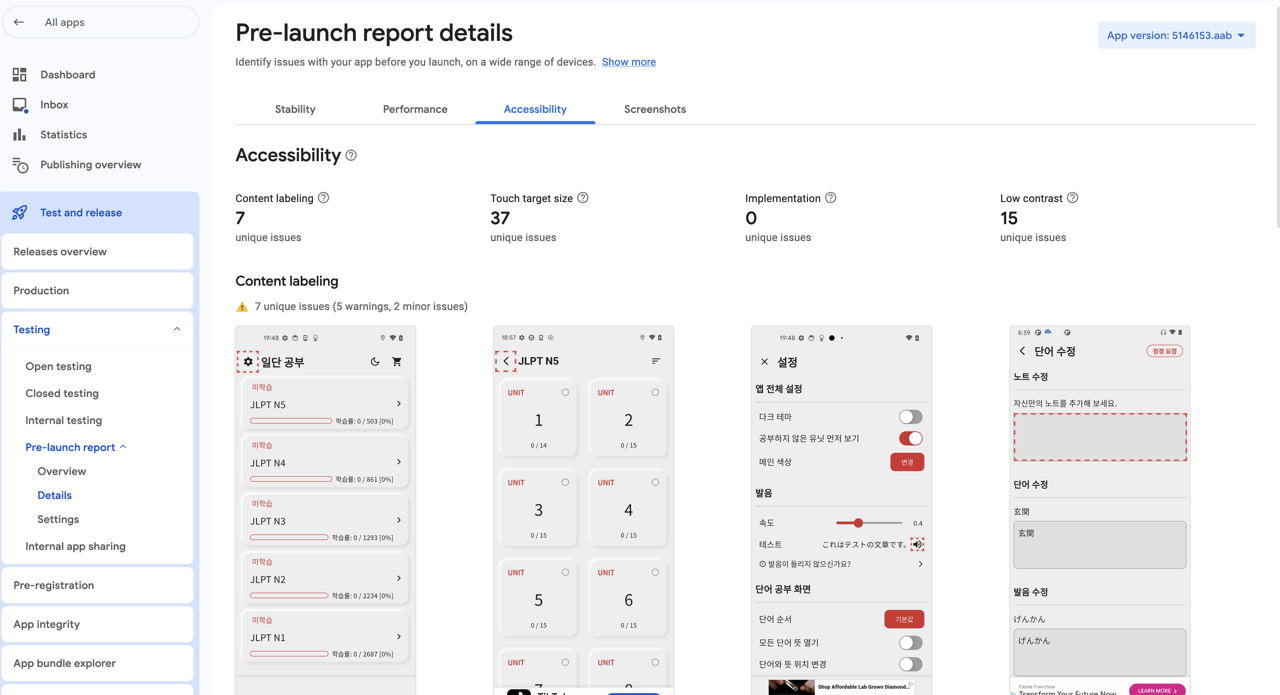 All apps
Dashboard
Inbox
Statistics
Publishing overview
Test and release
Releases overview
Production
Testing
Open testing
Closed testing
Internal testing
Pre-launch report
Overview
Details
Settings
Internal app sharing
Pre-registration
App integrity
App bundle explorer
Pre-launch report details
App version: 5146153.aab
Identify issues with your app before you launch, on a wide range of devices. Show more
Stability Performance Accessibility Screenshots
Accessibility
Content labeling
7
unique issues
Touch target size
37
unique issues
Implementation
0
unique issues
Low contrast
15
unique issues
Content labeling
7 unique issues (5 warnings, 2 minor issues)
19:48
일단 공부
미학습
JLPT N5
학습률: 0 / 503 [0%]
미학습
JLPT N4
학습률: 0 / 861 [0%]
미학습
JLPT N3
학습률: 0 / 1293 [0%]
미학습
JLPT N2
학습률: 0 / 2234 [0%]
미학습
JLPT N1
학습률: 0 / 2687 [0%]
18:57
JLPT N5
UNIT
1
0 / 14
UNIT
2
0 / 15
UNIT
3
0 / 15
UNIT
4
0 / 15
UNIT
5
0 / 15
UNIT
6
0 / 15
UNIT
UNIT
19:48
설정
앱 전체 설정
다크 테마
공부하지 않은 유닛 먼저 보기
메인 색상
변경
발음
속도
0.4
테스트
これはテストの文章です。
발음이 들리지 않으신가요?
단어 공부 화면
단어 순서
기본값
모든 단어 뜻 열기
단어와 뜻 위치 변경
Shop Affordable Lab Grown Diamond...
6:59
단어 수정
정정 요청
노트 수정
자신만의 노트를 추가해 보세요.
단어 수정
玄関
玄関
발음 수정
げんかん
げんかん
Fiesta Franchise
Transform Your Future Now
LEARN MORE